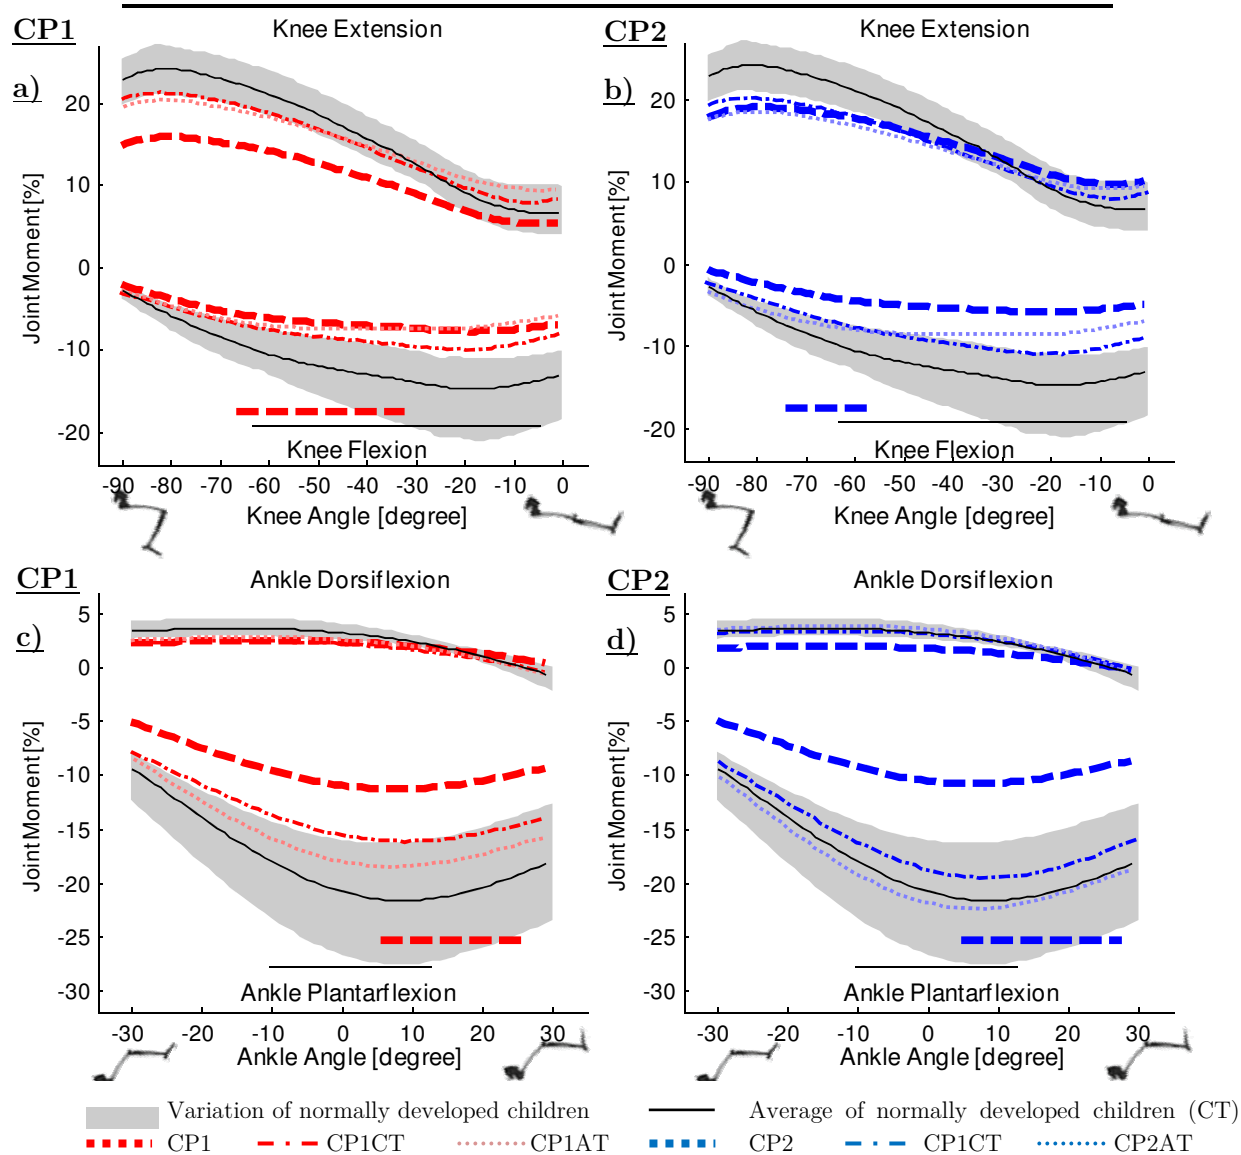 CP1
Knee Extension
CP2
Knee Extension
a)
b)
Joint Moment [%]
20
10
0
-10
-20
Knee Flexion
-90 -80 -70 -60 -50 -40 -30 -20 -10 0
Knee Angle [degree]
Joint Moment [%]
20
10
0
-10
-20
Knee Flexion
-90 -80 -70 -60 -50 -40 -30 -20 -10 0
Knee Angle [degree]
CP1
Ankle Dorsiflexion
CP2
Ankle Dorsiflexion
c)
d)
Joint Moment [%]
5
0
-5
-10
-15
-20
-25
-30
Ankle Plantarflexion
-30 -20 -10 0 10 20 30
Ankle Angle [degree]
Joint Moment [%]
5
0
-5
-10
-15
-20
-25
-30
Ankle Plantarflexion
-30 -20 -10 0 10 20 30
Ankle Angle [degree]
Variation of normally developed children
Average of normally developed children (CT)
CP1 CP1CT CP1AT CP2 CP1CT CP2AT